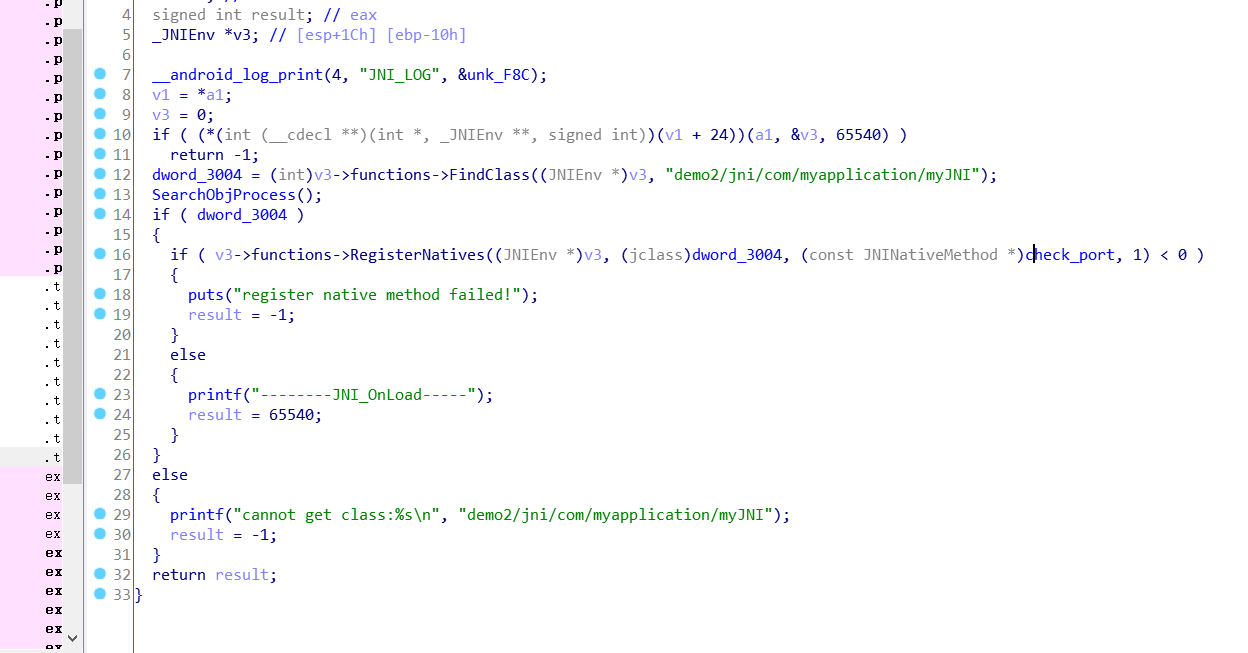 .p
4 signed int result; // eax
.p
5 _JNIEnv *v3; // [esp+1Ch] [ebp-10h]
.p
6
.p
7 __android_log_print(4, "JNI_LOG", &unk_F8C);
.p
8 v1 = *a1;
.p
9 v3 = 0;
.p
10 if ( (*(int (__cdecl **)(int *, _JNIEnv **, signed int))(v1 + 24))(a1, &v3, 65540) )
.p
11 return -1;
.p
12 dword_3004 = (int)v3->functions->FindClass((JNIEnv *)v3, "demo2/jni/com/myapplication/myJNI");
.p
13 SearchObjProcess();
.p
14 if ( dword_3004 )
.p
15 {
.p
16 if ( v3->functions->RegisterNatives((JNIEnv *)v3, (jclass)dword_3004, (const JNINativeMethod *)check_port, 1) < 0 )
.p
17 {
.t
18 puts("register native method failed!");
.t
19 result = -1;
.t
20 }
.t
21 else
.t
22 {
.t
23 printf("--------JNI_OnLoad-----");
.t
24 result = 65540;
.t
25 }
.t
26 }
.t
27 else
ex
28 {
ex
29 printf("cannot get class:%s\n", "demo2/jni/com/myapplication/myJNI");
ex
30 result = -1;
ex
31 }
ex
32 return result;
ex
33 }
ex
ex
ex
ex